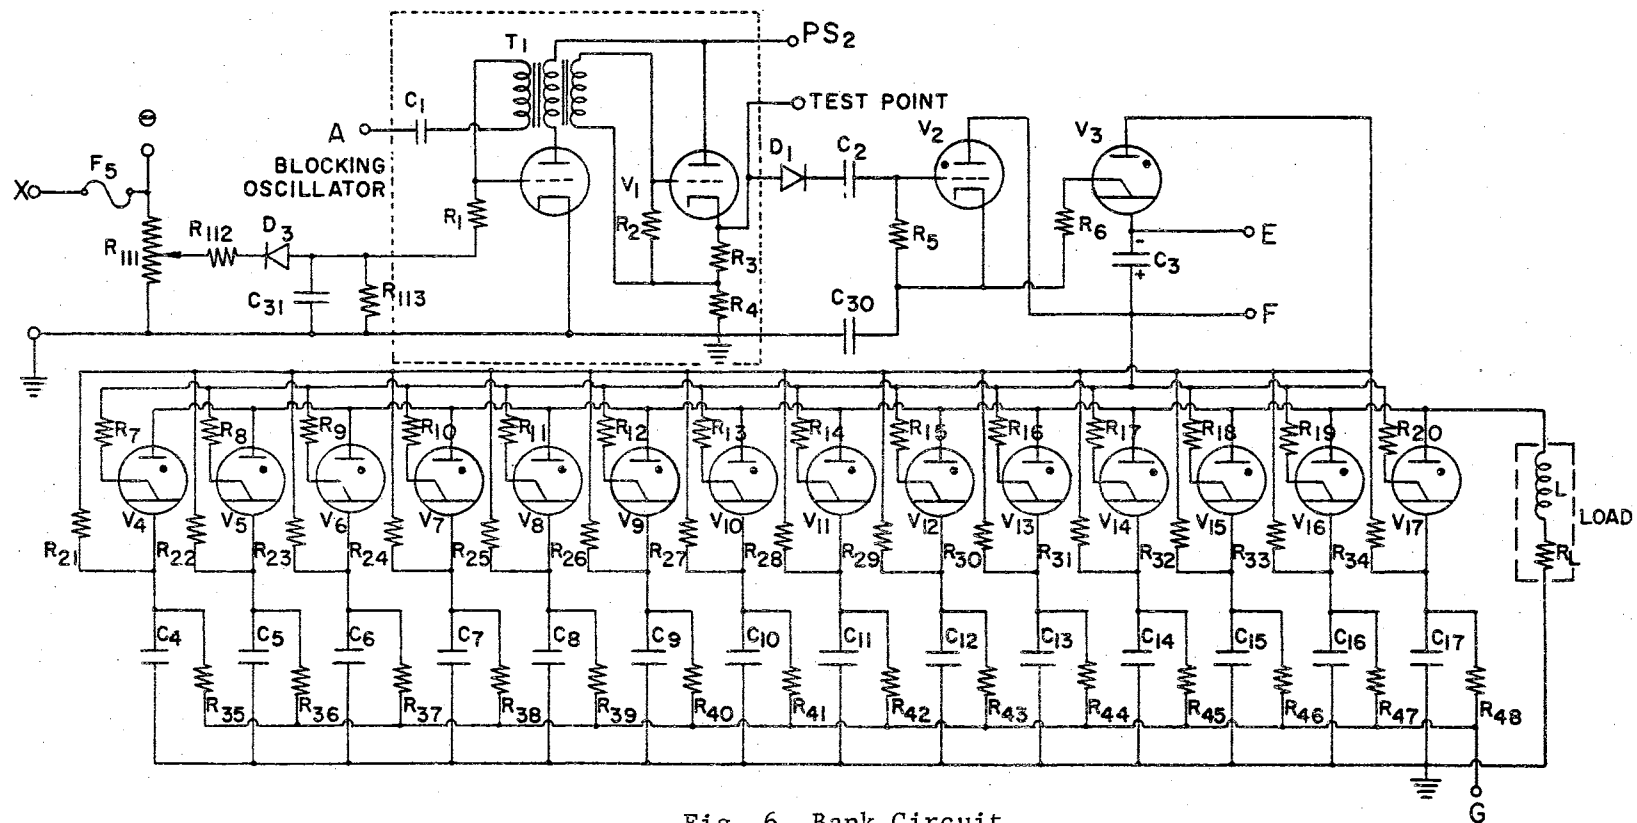 PS2
T1
TEST POINT
C1
A
BLOCKING
OSCILLATOR
Θ
F5
X
V2
V3
D1
C2
V1
R1
R2
R3
R4
R5
R6
R111
R112
D3
C31
R113
C30
C3
-
+
E
F
R7 R8 R9 R10 R11 R12 R13 R14 R15 R16 R17 R18 R19 R20
V4 V5 V6 V7 V8 V9 V10 V11 V12 V13 V14 V15 V16 V17
L
LOAD
RL
R21 R22 R23 R24 R25 R26 R27 R28 R29 R30 R31 R32 R33 R34
C4 C5 C6 C7 C8 C9 C10 C11 C12 C13 C14 C15 C16 C17
R35 R36 R37 R38 R39 R40 R41 R42 R43 R44 R45 R46 R47 R48
G
Fig. 6 Bank Circuit